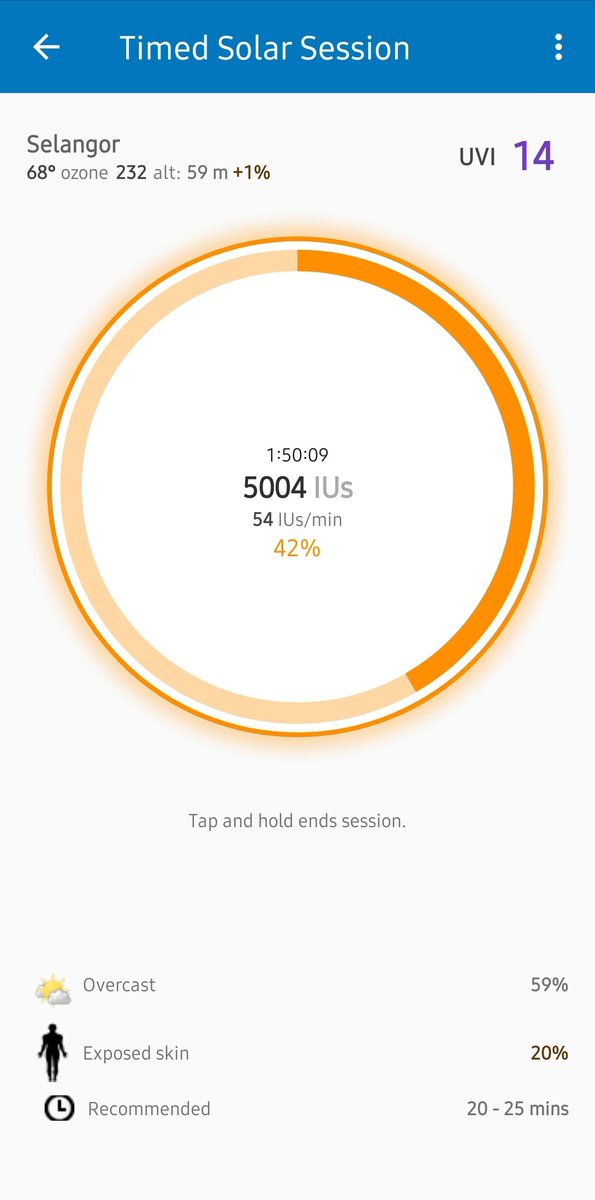 Timed Solar Session
Selangor
68° ozone 232 alt: 59 m +1%
UVI 14
1:50:09
5004 IUs
54 IUs/min
42%
Tap and hold ends session.
Overcast 59%
Exposed skin 20%
Recommended 20 - 25 mins